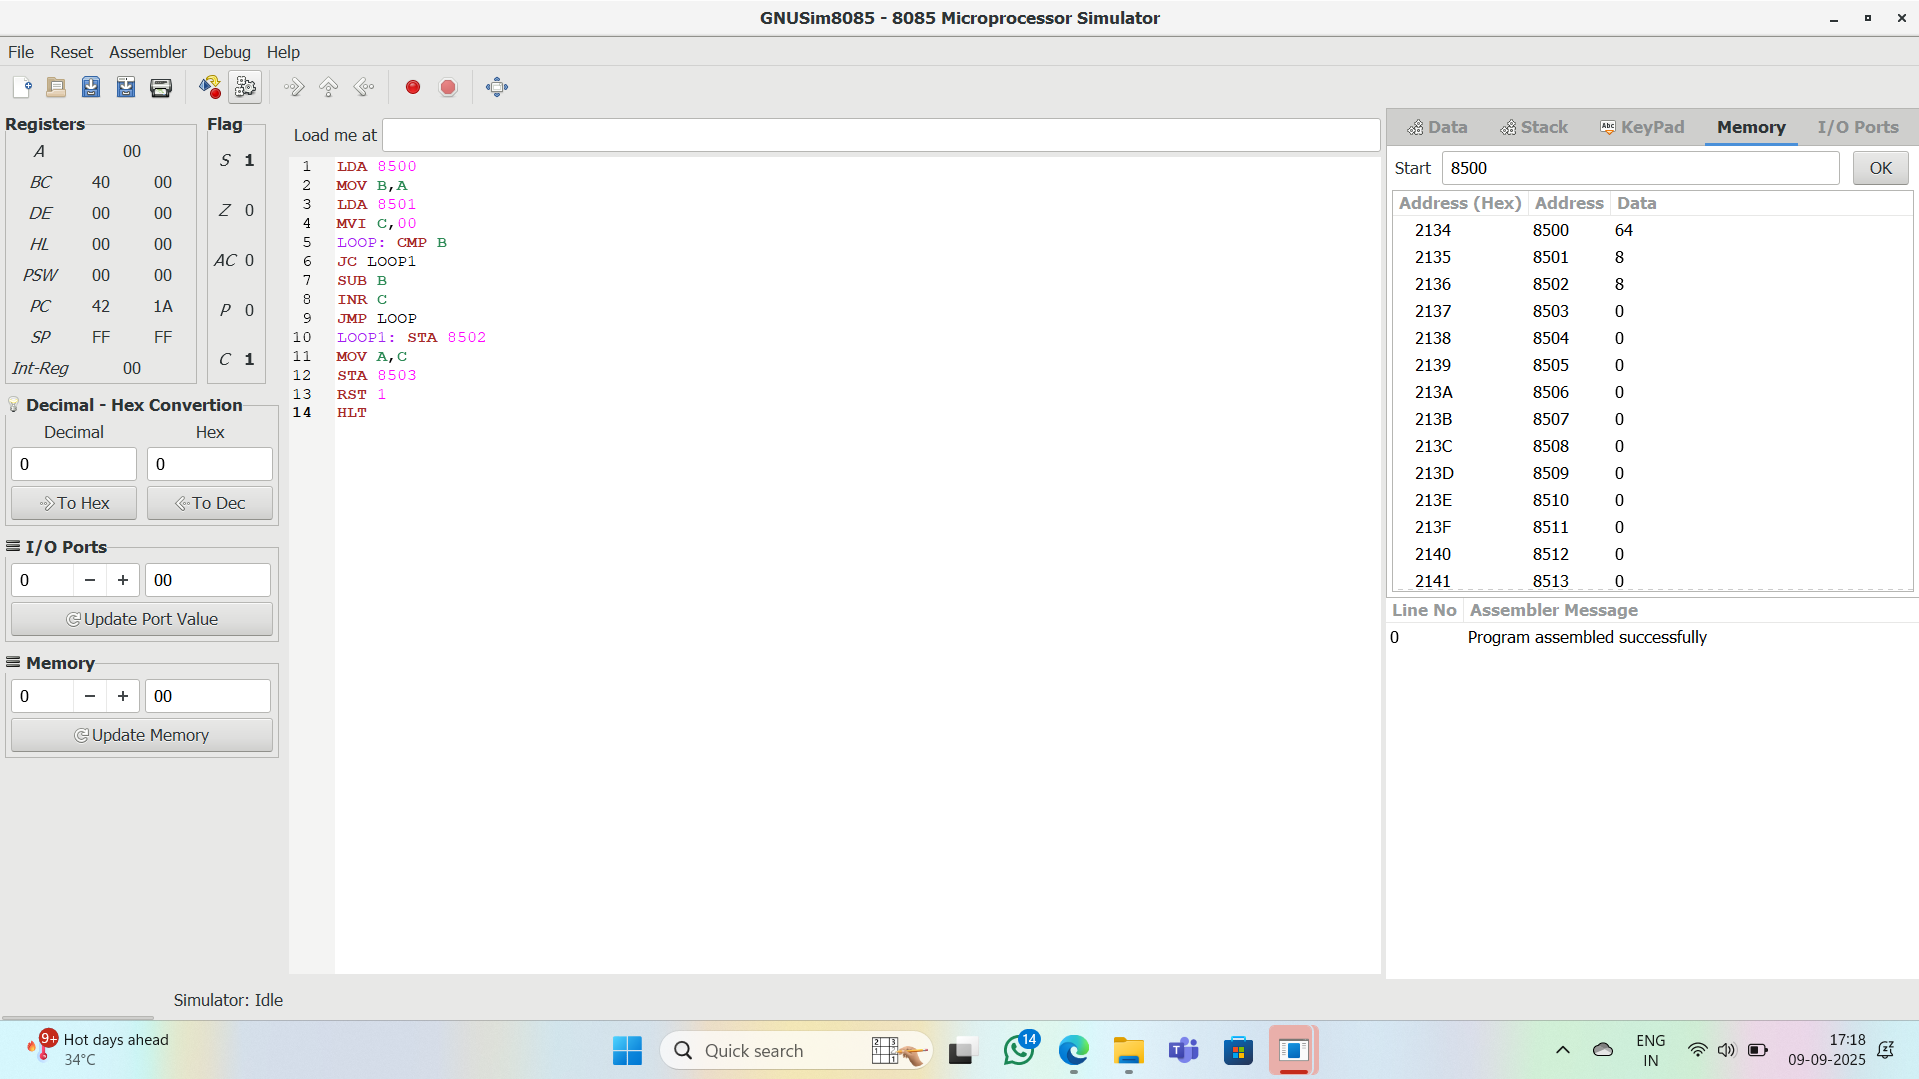 GNUSim8085 - 8085 Microprocessor Simulator
File Reset Assembler Debug Help
Registers
A 00
BC 40 00
DE 00 00
HL 00 00
PSW 00 00
PC 42 1A
SP FF FF
Int-Reg 00
Flag
S 1
Z 0
AC 0
P 0
C 1
Decimal - Hex Convertion
Decimal Hex
0 0
To Hex To Dec
I/O Ports
0 − + 00
Update Port Value
Memory
0 − + 00
Update Memory
Load me at
1 LDA 8500
2 MOV B,A
3 LDA 8501
4 MVI C,00
5 LOOP: CMP B
6 JC LOOP1
7 SUB B
8 INR C
9 JMP LOOP
10 LOOP1: STA 8502
11 MOV A,C
12 STA 8503
13 RST 1
14 HLT
Data Stack Abc KeyPad Memory I/O Ports
Start 8500 OK
Address (Hex) Address Data
2134 8500 64
2135 8501 8
2136 8502 8
2137 8503 0
2138 8504 0
2139 8505 0
213A 8506 0
213B 8507 0
213C 8508 0
213D 8509 0
213E 8510 0
213F 8511 0
2140 8512 0
2141 8513 0
Line No Assembler Message
0 Program assembled successfully
Simulator: Idle
9+ Hot days ahead
34°C
Quick search
14
ENG
IN
17:18
09-09-2025